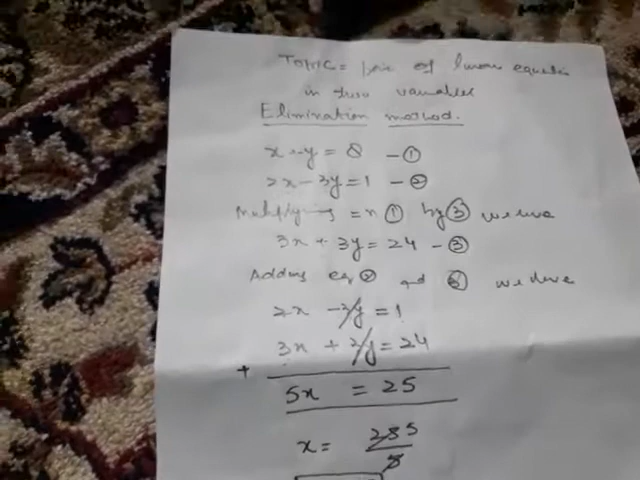 Topic = pair of linear equation
in two variables
Elimination method.
x + y = 8 - ①
2x - 3y = 1 - ②
Multiplying = n ① by ③ we have
3x + 3y = 24 - ③
Adding eq ② and ③ we have
2x - 3y = 1
3x + 3y = 24
+
5x = 25
x = 25 5
5